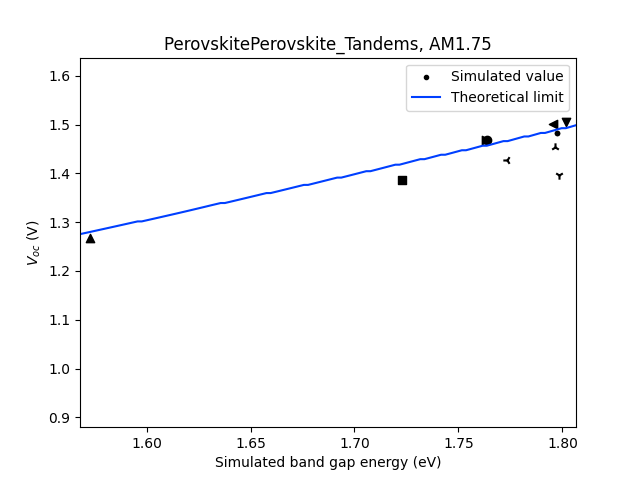 PerovskitePerovskite_Tandems, AM1.75
Simulated value
Theoretical limit
1.6
1.5
1.4
1.3
1.2
1.1
1.0
0.9
V_oc (V)
1.60 1.65 1.70 1.75 1.80
Simulated band gap energy (eV)